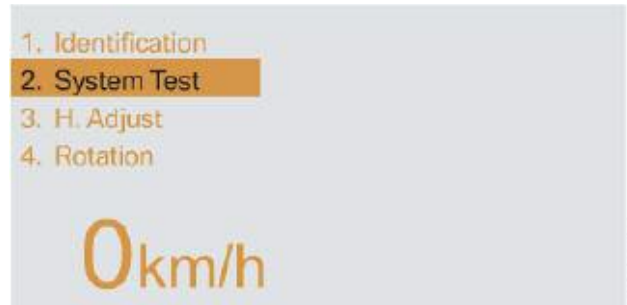 1. Identification
2. System Test
3. H. Adjust
4. Rotation
0km/h